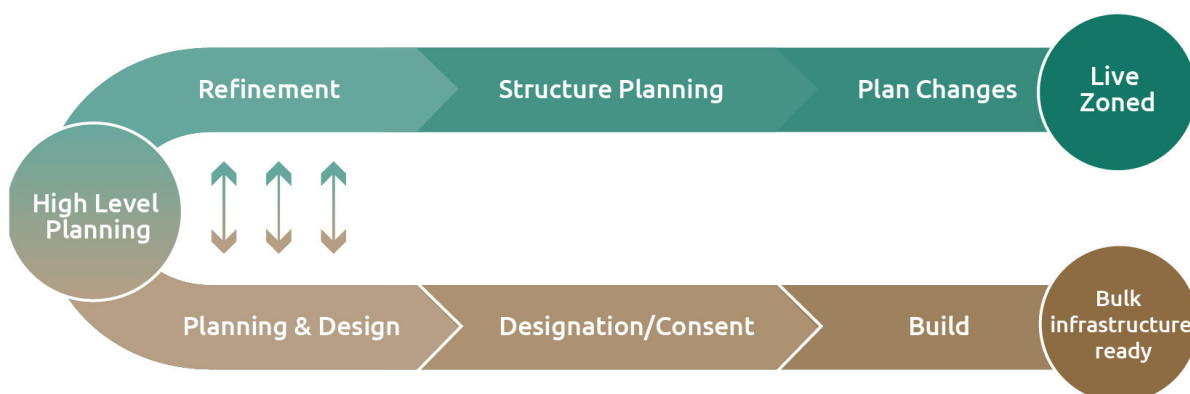 Refinement
Structure Planning
Plan Changes
Live
Zoned
High Level
Planning
Planning & Design
Designation/Consent
Build
Bulk
infrastructure
ready